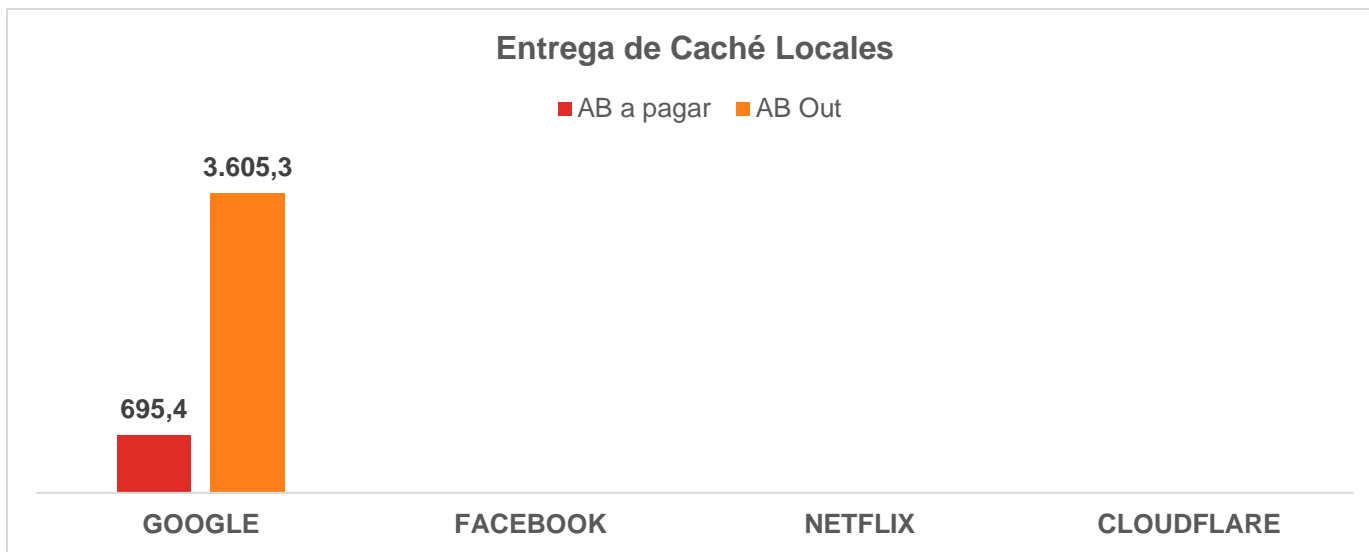 Entrega de Caché Locales
AB a pagar AB Out
3.605,3
695,4
GOOGLE FACEBOOK NETFLIX CLOUDFLARE